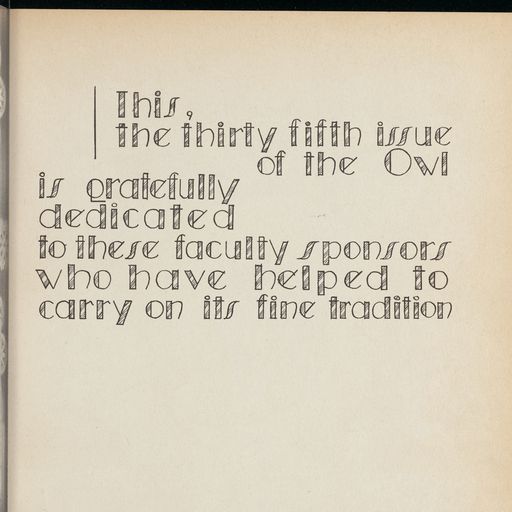 This,
the thirty fifth issue
of the Owl
is gratefully
dedicated
to these faculty sponsors
who have helped to
carry on its fine tradition